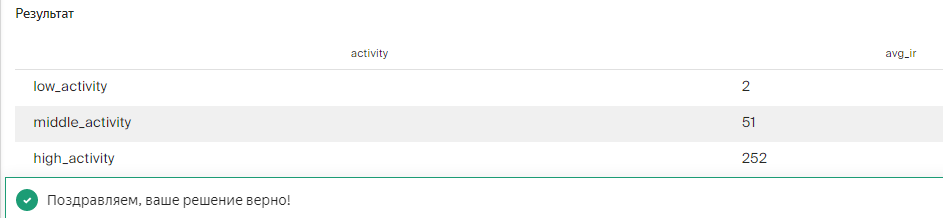 Результат
activity avg_ir
low_activity 2
middle_activity 51
high_activity 252
Поздравляем, ваше решение верно!